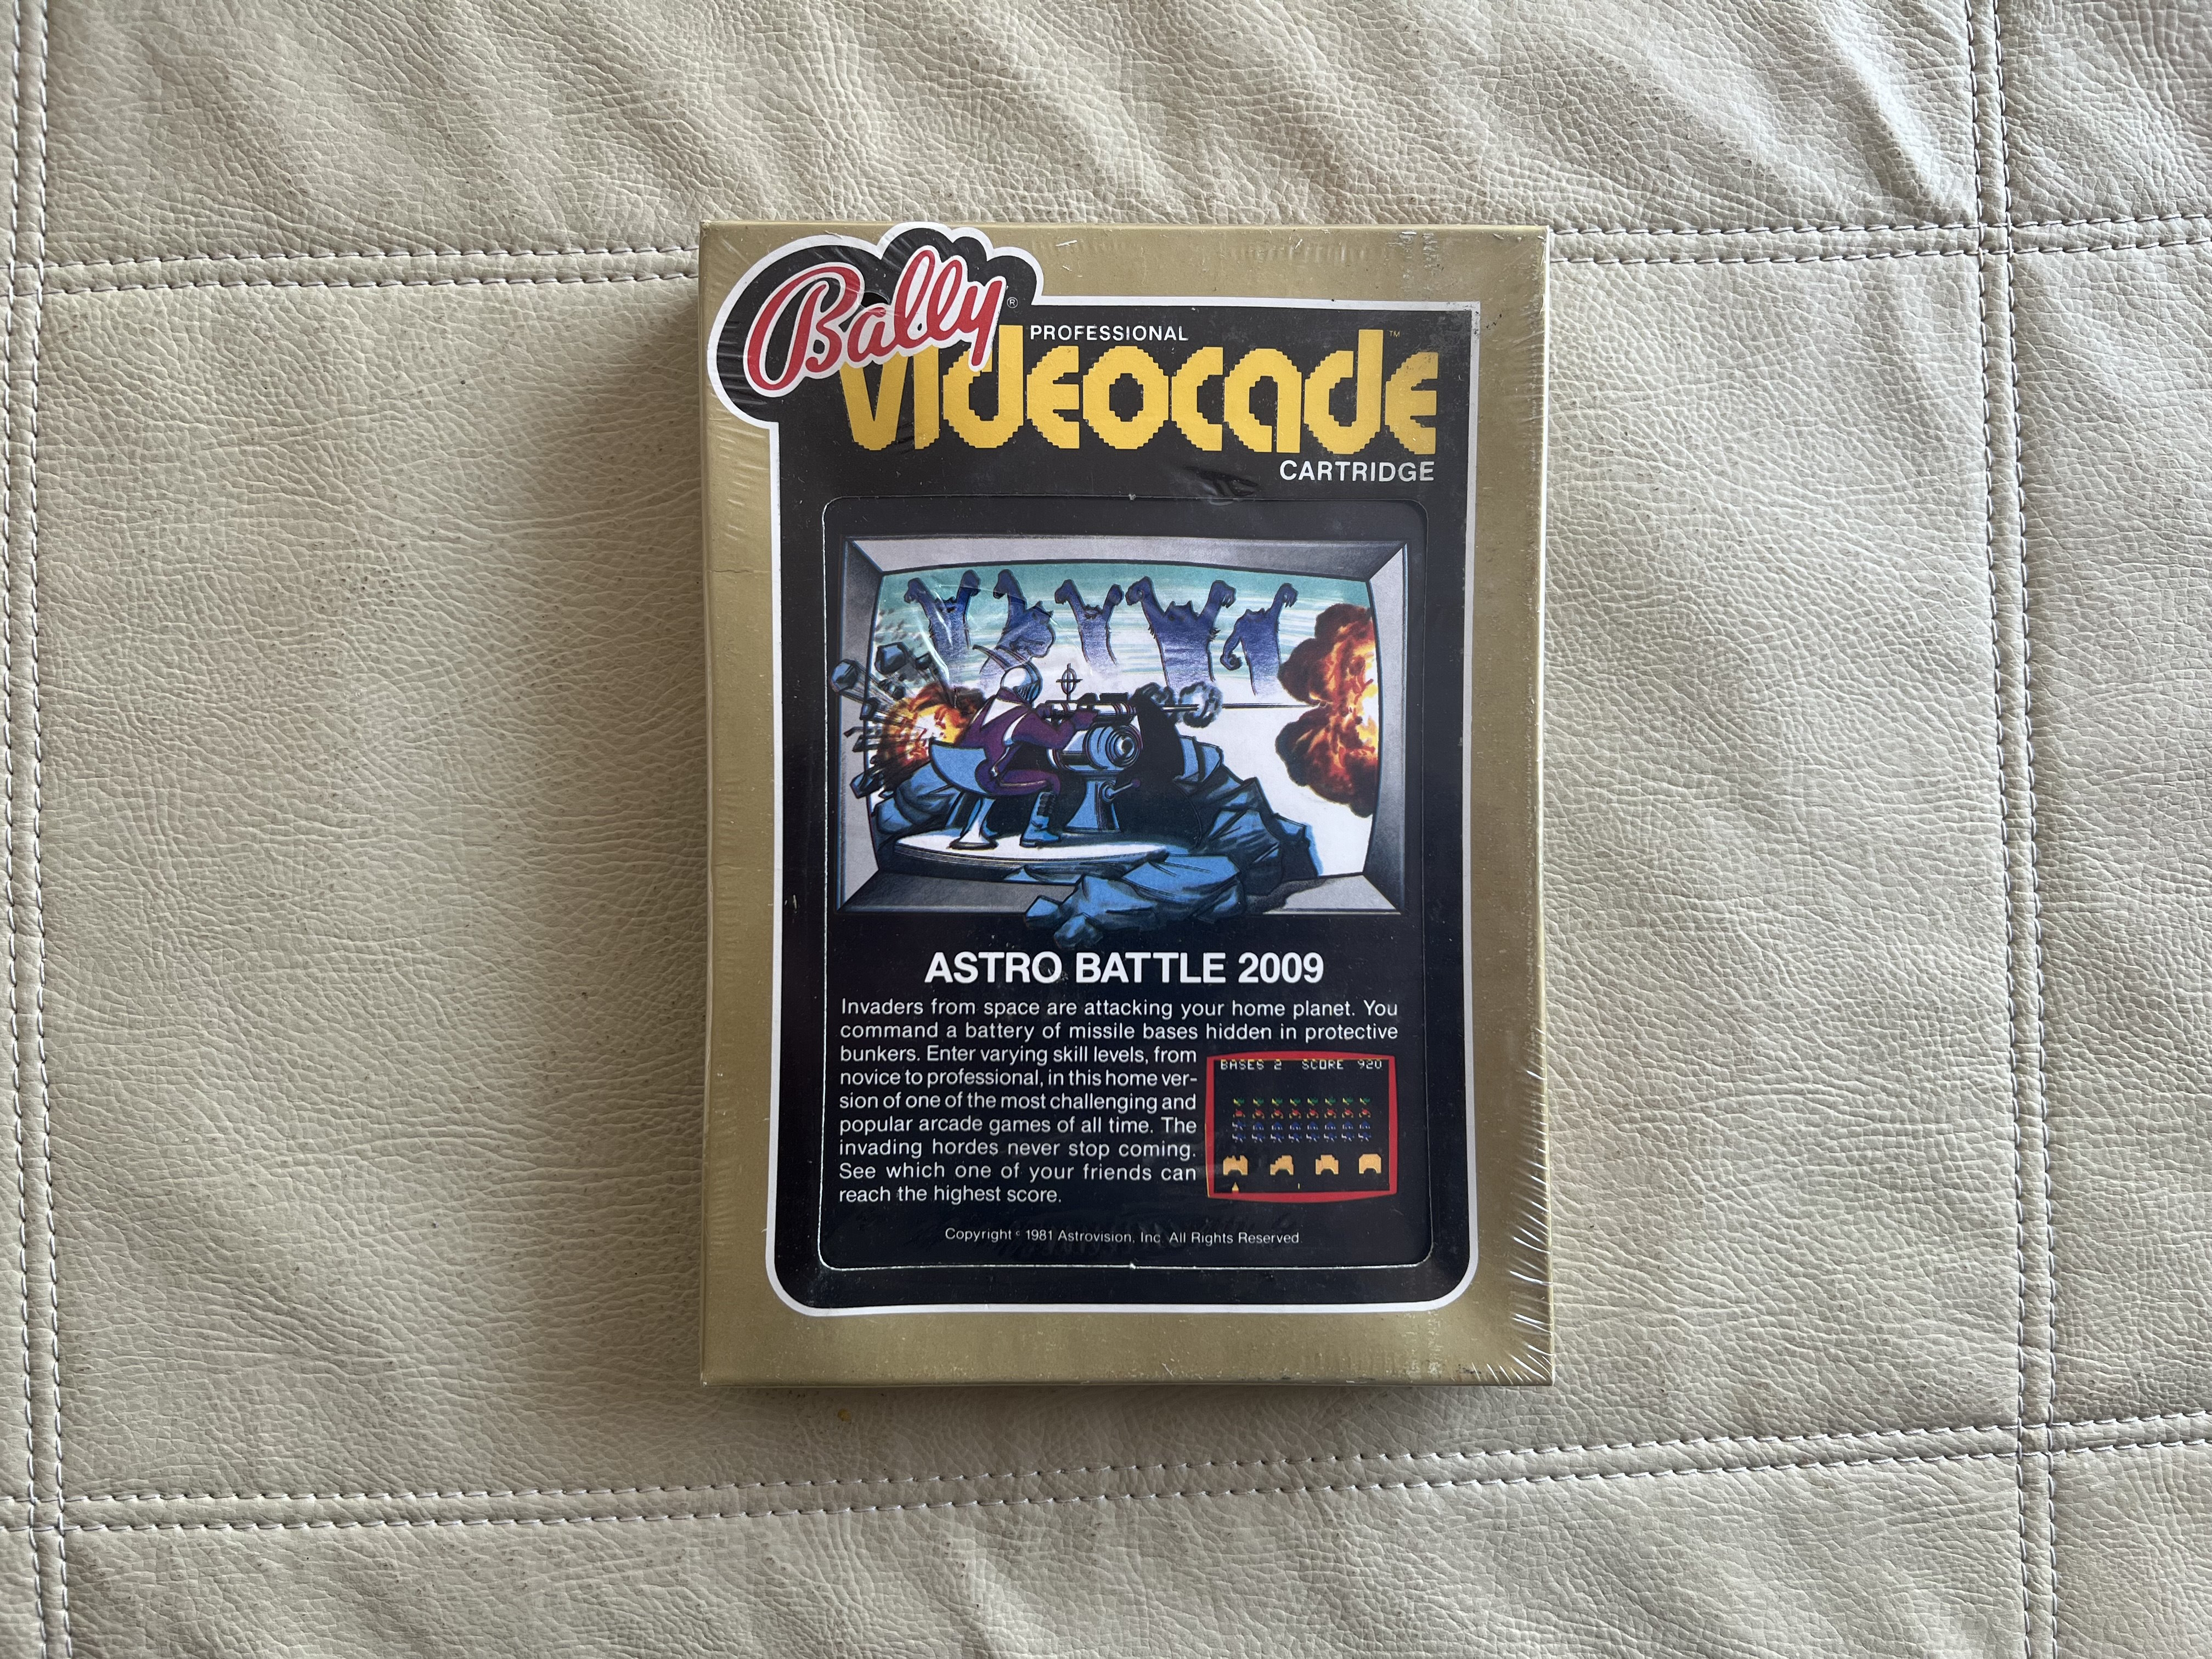 Bally®
PROFESSIONAL
VIDEOCADE™
CARTRIDGE
ASTRO BATTLE 2009
Invaders from space are attacking your home planet. You
command a battery of missile bases hidden in protective
bunkers. Enter varying skill levels, from
novice to professional, in this home ver-
sion of one of the most challenging and
popular arcade games of all time. The
invading hordes never stop coming.
See which one of your friends can
reach the highest score.
BASES 2 SCORE 920
Copyright © 1981 Astrovision, Inc. All Rights Reserved